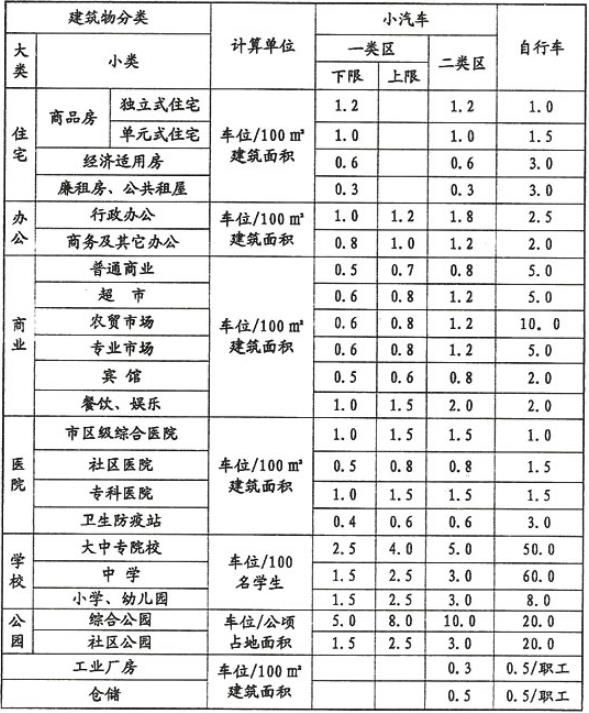 建筑物分类 计算单位 小汽车 自行车
大类 小类 一类区 二类区
下限 上限
住宅 商品房 独立式住宅 车位/100 m² 建筑面积 1.2 1.2 1.0
单元式住宅 1.0 1.0 1.5
经济适用房 0.6 0.6 3.0
廉租房、公共租屋 0.3 0.3 3.0
办公 行政办公 车位/100 m² 建筑面积 1.0 1.2 1.8 2.5
商务及其它办公 0.8 1.0 1.2 2.0
商业 普通商业 车位/100 m² 建筑面积 0.5 0.7 0.8 5.0
超 市 0.6 0.8 1.2 5.0
农贸市场 0.6 0.8 1.2 10.0
专业市场 0.6 0.8 1.2 5.0
宾 馆 0.5 0.6 0.8 2.0
餐饮、娱乐 1.0 1.5 2.0 2.0
医院 市区级综合医院 车位/100 m² 建筑面积 1.0 1.5 1.5 1.0
社区医院 0.5 0.8 0.8 1.5
专科医院 1.0 1.5 1.5 1.5
卫生防疫站 0.4 0.6 0.6 3.0
学校 大中专院校 车位/100 名学生 2.5 4.0 5.0 50.0
中 学 1.5 2.5 3.0 60.0
小学、幼儿园 1.5 2.5 3.0 8.0
公园 综合公园 车位/公顷 占地面积 5.0 8.0 10.0 20.0
社区公园 1.5 2.5 3.0 20.0
工业厂房 车位/100 m² 建筑面积 0.3 0.5/职工
仓储 0.5 0.5/职工